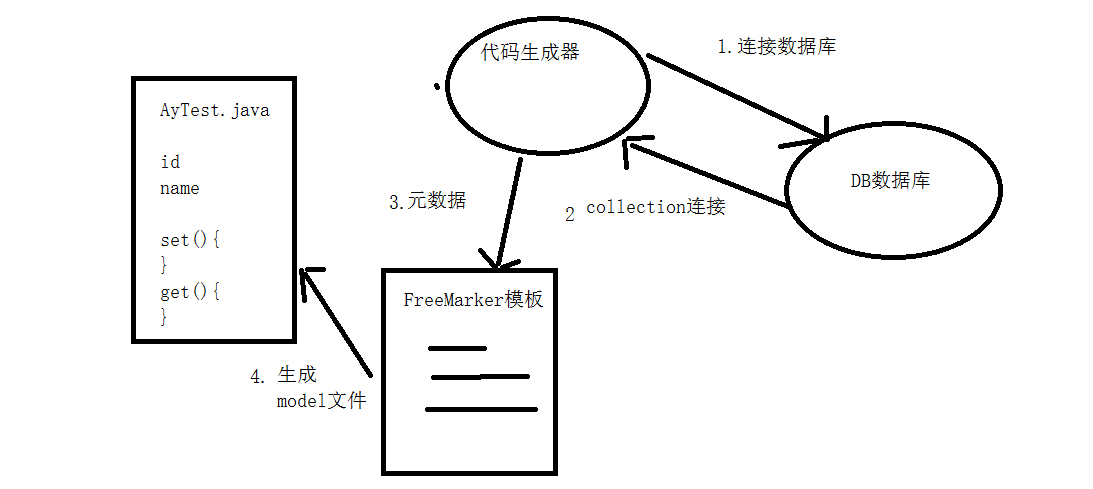 代码生成器
1.连接数据库
DB数据库
2 collection连接
3.元数据
FreeMarker模板
4. 生成
model文件
AyTest.java
id
name
set(){
}
get(){
}